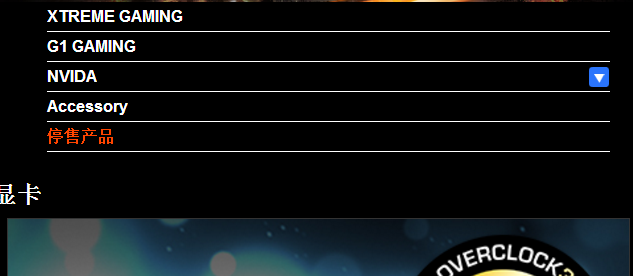 XTREME GAMING
G1 GAMING
NVIDA
Accessory
停售产品
显卡
OVERCLOCK